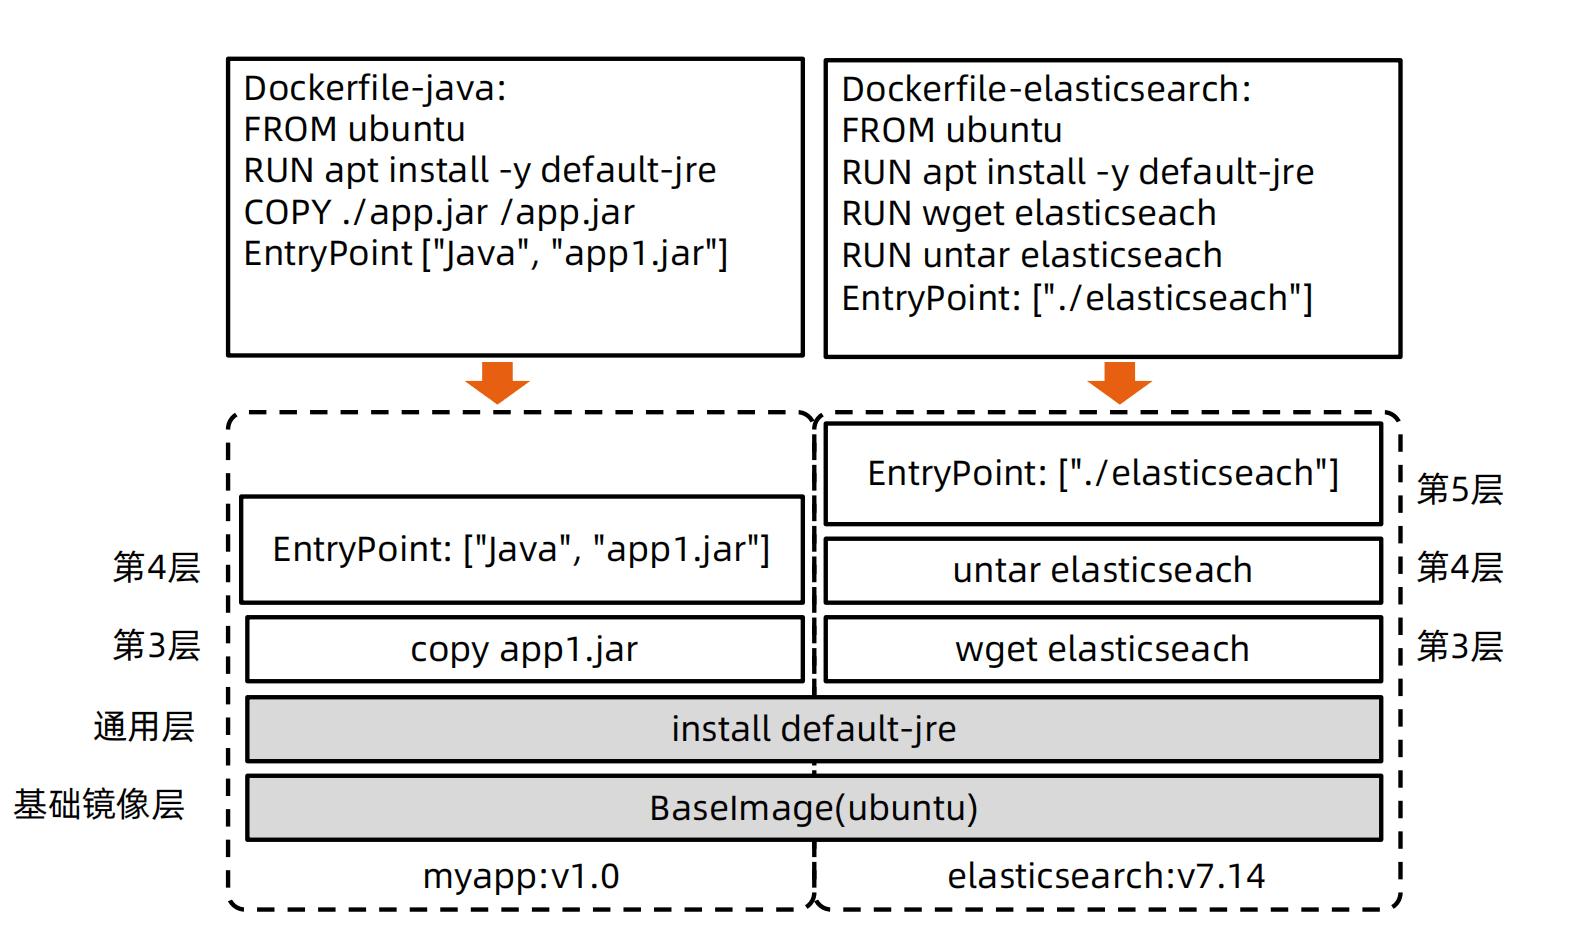 Dockerfile-java:
FROM ubuntu
RUN apt install -y default-jre
COPY ./app.jar /app.jar
EntryPoint ["Java", "app1.jar"]
Dockerfile-elasticsearch:
FROM ubuntu
RUN apt install -y default-jre
RUN wget elasticseach
RUN untar elasticseach
EntryPoint: ["./elasticseach"]
EntryPoint: ["./elasticseach"]
第5层
第4层
EntryPoint: ["Java", "app1.jar"]
untar elasticseach
第4层
第3层
copy app1.jar
wget elasticseach
第3层
通用层
install default-jre
基础镜像层
BaseImage(ubuntu)
myapp:v1.0
elasticsearch:v7.14